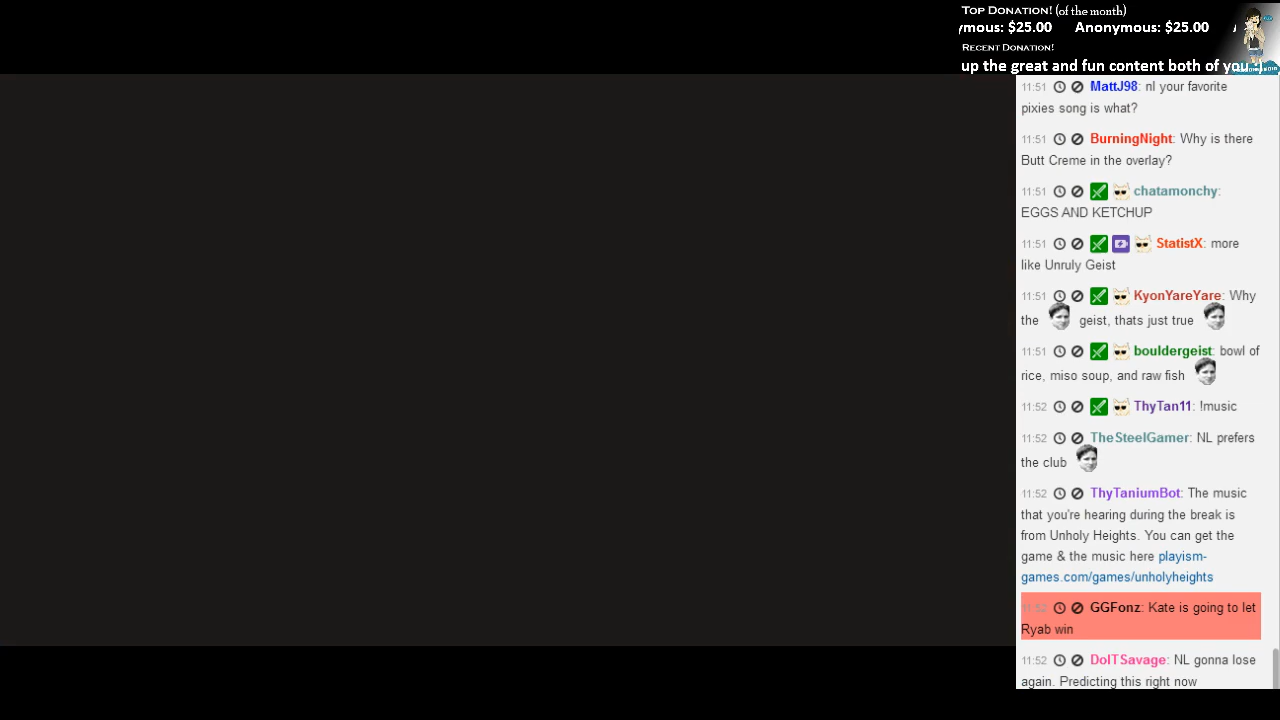 TOP DONATION! (of the month)
ymous: $25.00 Anonymous: $25.00
RECENT DONATION!
up the great and fun content both of you :)
11:51 MattJ98: nl your favorite
pixies song is what?
11:51 BurningNight: Why is there
Butt Creme in the overlay?
11:51 chatamonchy:
EGGS AND KETCHUP
11:51 StatistX: more
like Unruly Geist
11:51 KyonYareYare: Why
the geist, thats just true
11:51 bouldergeist: bowl of
rice, miso soup, and raw fish
11:52 ThyTan11: !music
11:52 TheSteelGamer: NL prefers
the club
11:52 ThyTaniumBot: The music
that you're hearing during the break is
from Unholy Heights. You can get the
game & the music here playism-
games.com/games/unholyheights
11:52 GGFonz: Kate is going to let
Ryab win
11:52 DoITSavage: NL gonna lose
again. Predicting this right now